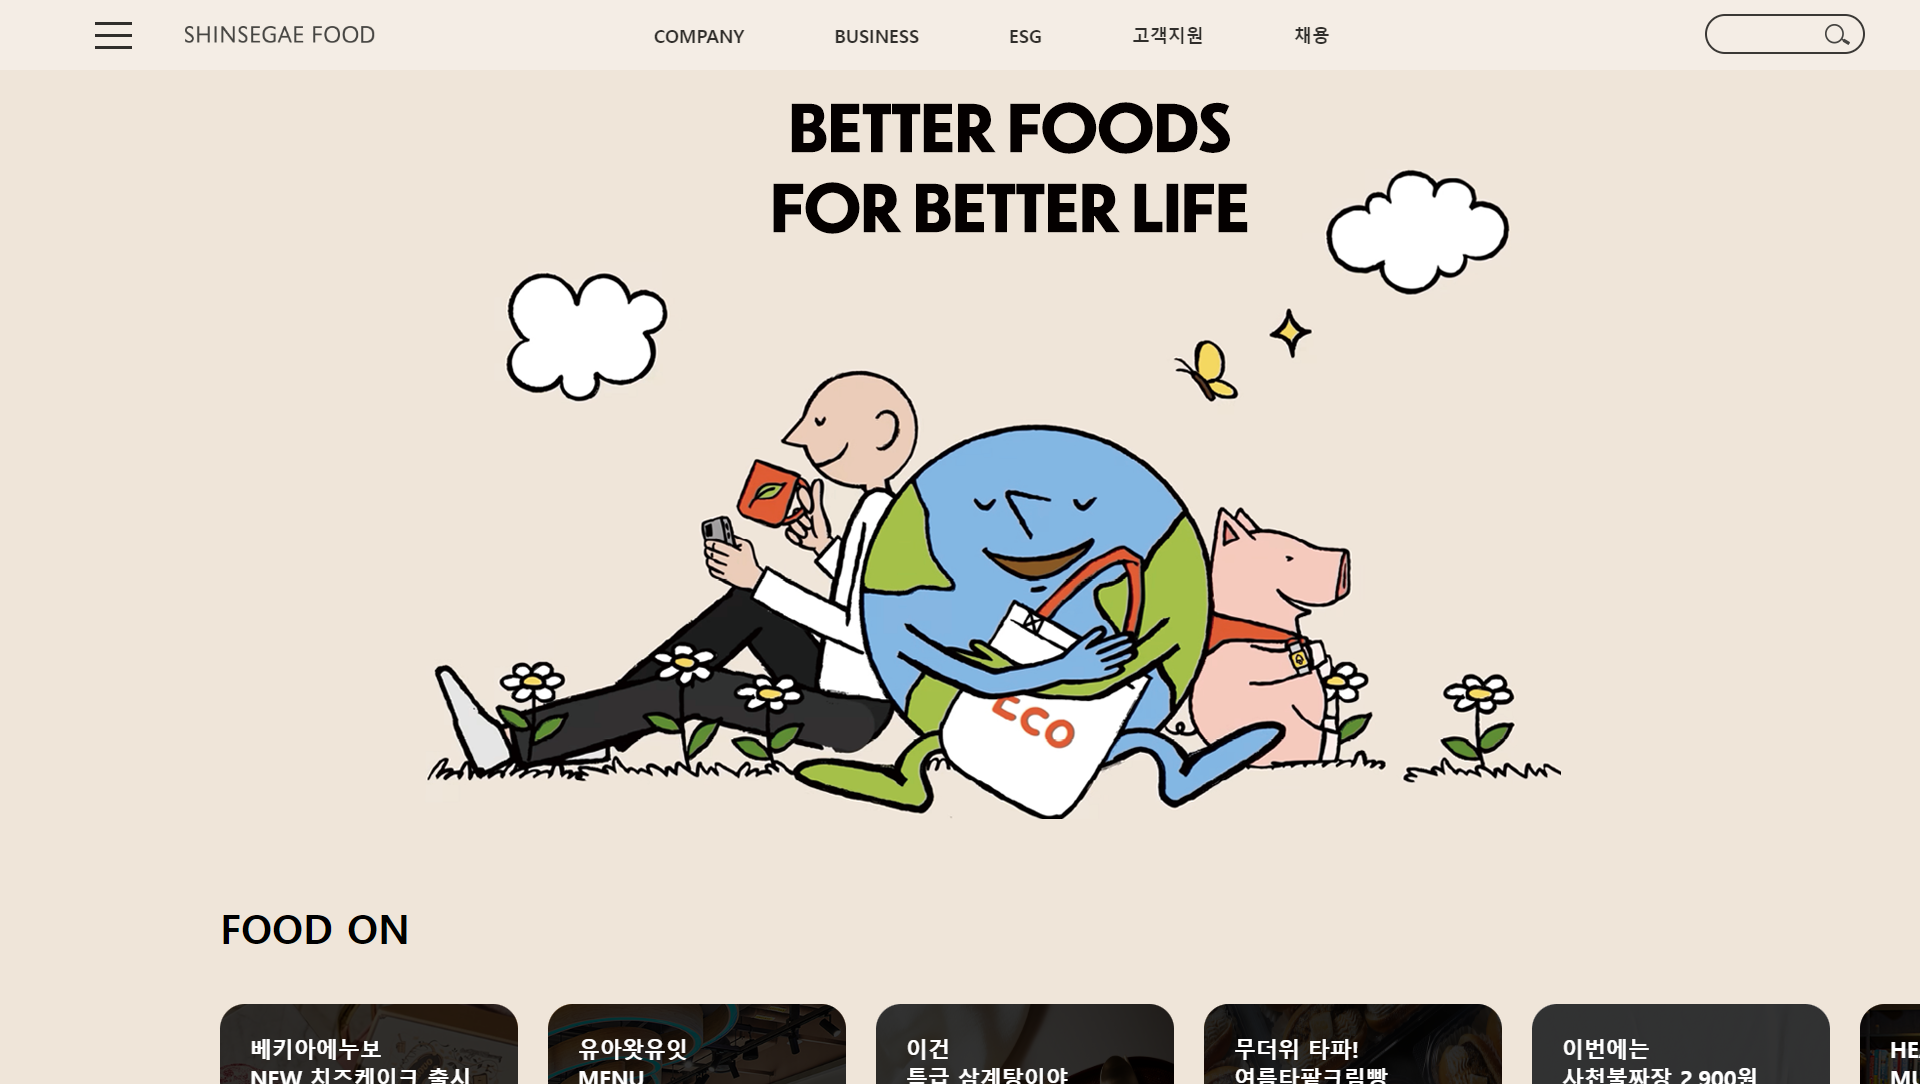 SHINSEGAE FOOD
COMPANY
BUSINESS
ESG
고객지원
채용
BETTER FOODS
FOR BETTER LIFE
ECO
FOOD ON
베키아에누보
NEW 치즈케이크 출시
유아왓유잇
MENU
이건
특급 삼계탕이야
무더위 타파!
여름타팥크림빵
이번에는
사천불짜장 2,900원